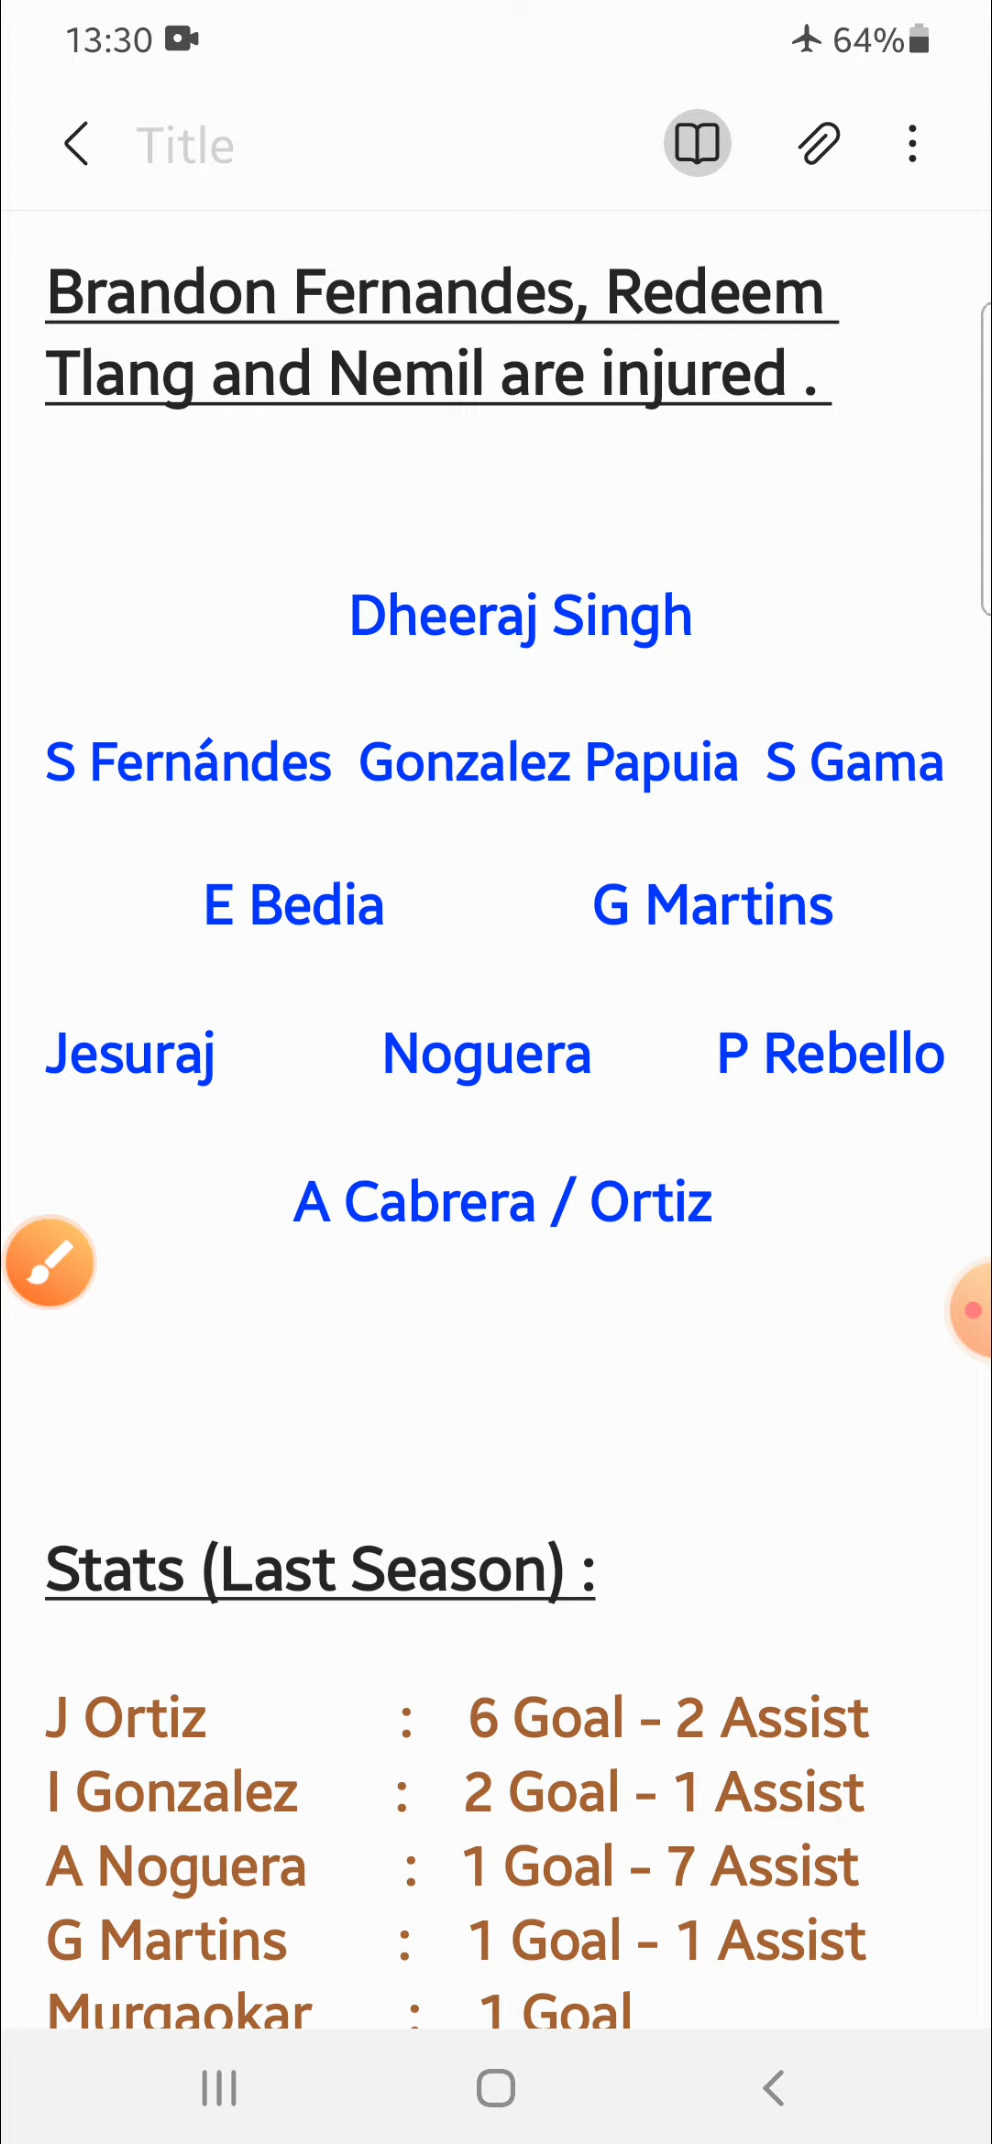 13:30 64%
Title
Brandon Fernandes, Redeem
Tlang and Nemil are injured .
Dheeraj Singh
S Fernándes Gonzalez Papuia S Gama
E Bedia G Martins
Jesuraj Noguera P Rebello
A Cabrera / Ortiz
Stats (Last Season) :
J Ortiz : 6 Goal - 2 Assist
I Gonzalez : 2 Goal - 1 Assist
A Noguera : 1 Goal - 7 Assist
G Martins : 1 Goal - 1 Assist
Murgaokar : 1 Goal